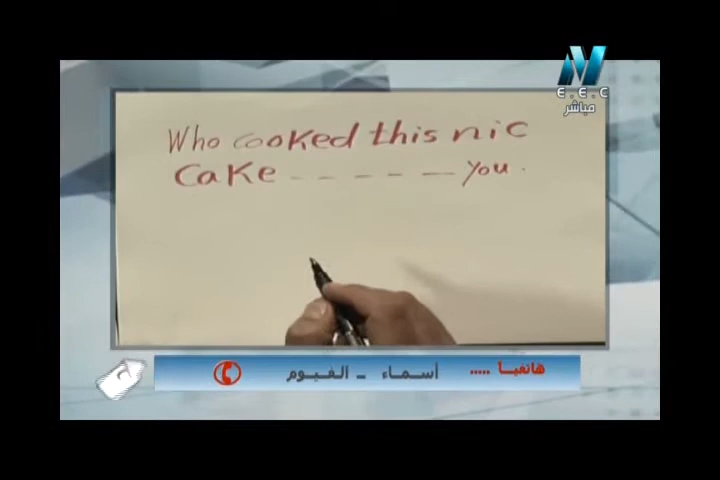 E.E.C
مباشر
Who cooked this nic
Cake - - - - - you.
هاتفيا .....
أسماء - الفيوم